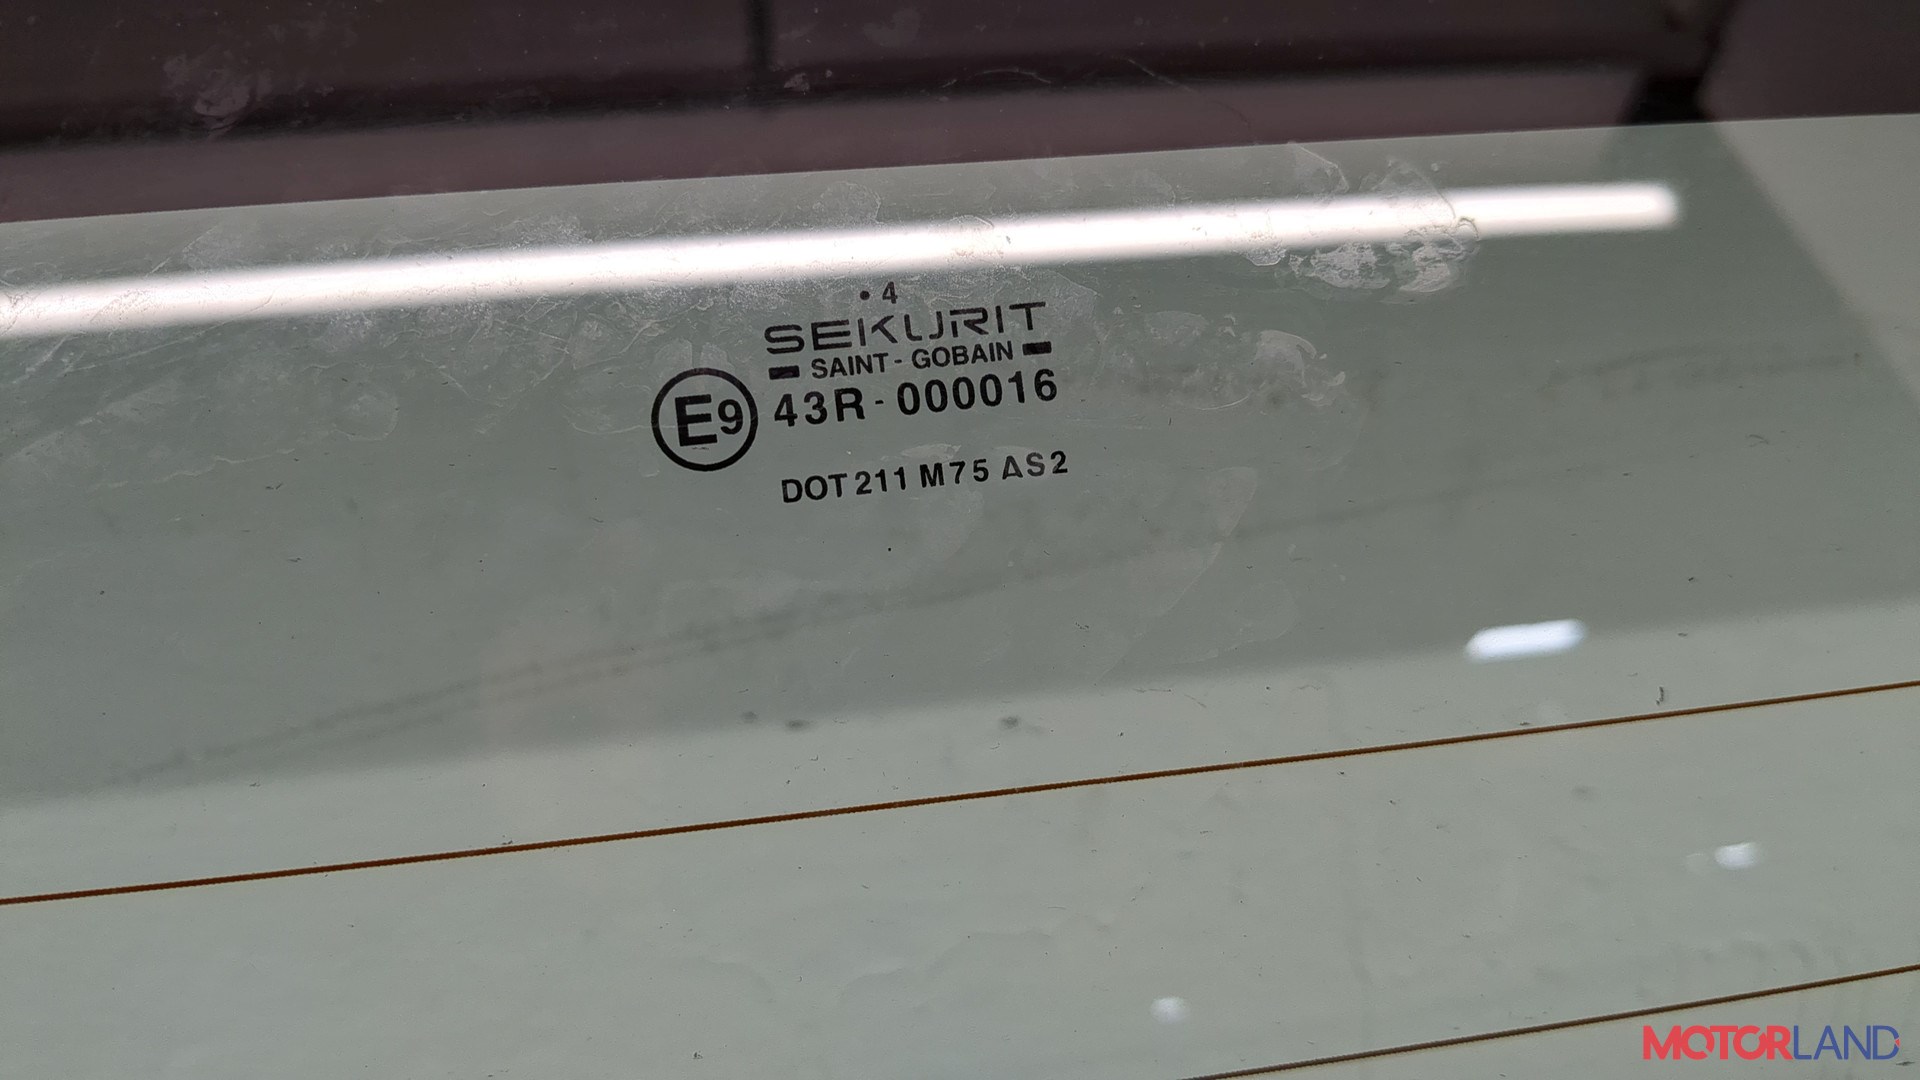 • 4
SEKURIT
SAINT-GOBAIN
E9 43R-000016
DOT 211 M75 AS2
MOTORLAND